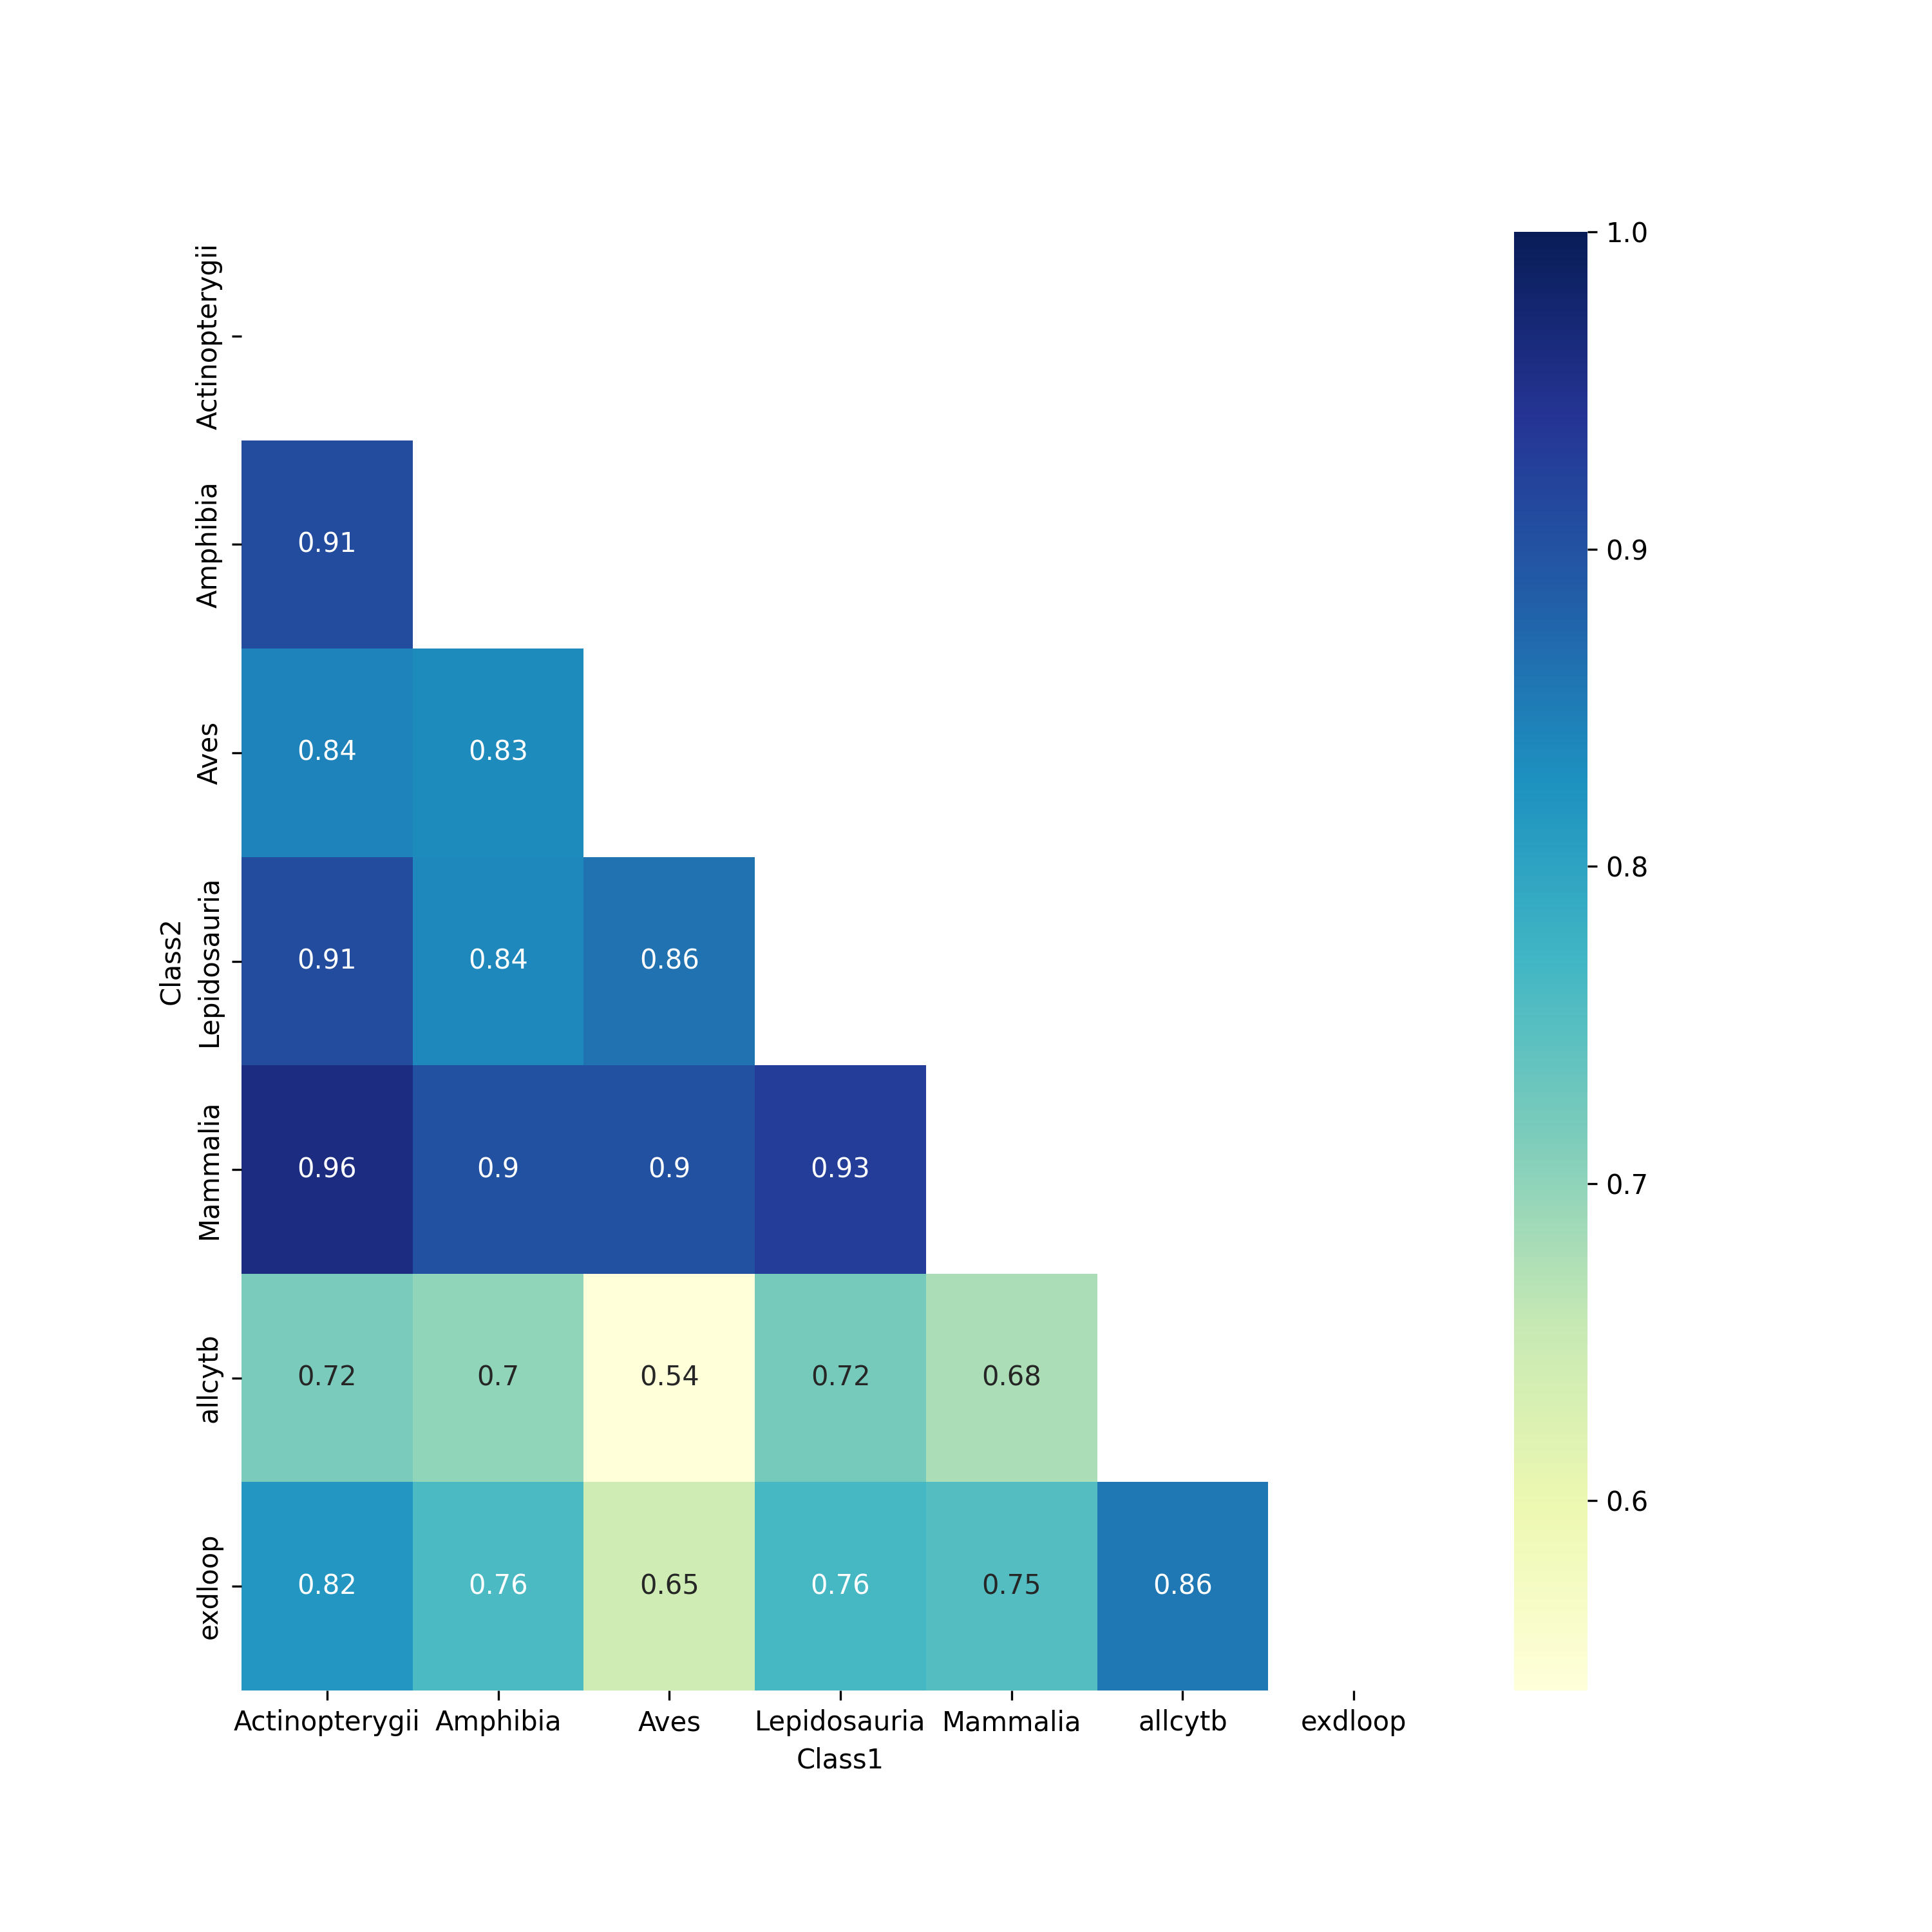 1.0
Actinopterygii
Amphibia
0.91
0.9
Aves
0.84 0.83
0.8
Class2
Lepidosauria
0.91 0.84 0.86
Mammalia
0.96 0.9 0.9 0.93
0.7
allcytb
0.72 0.7 0.54 0.72 0.68
0.6
exdloop
0.82 0.76 0.65 0.76 0.75 0.86
Actinopterygii Amphibia Aves Lepidosauria Mammalia allcytb exdloop
Class1